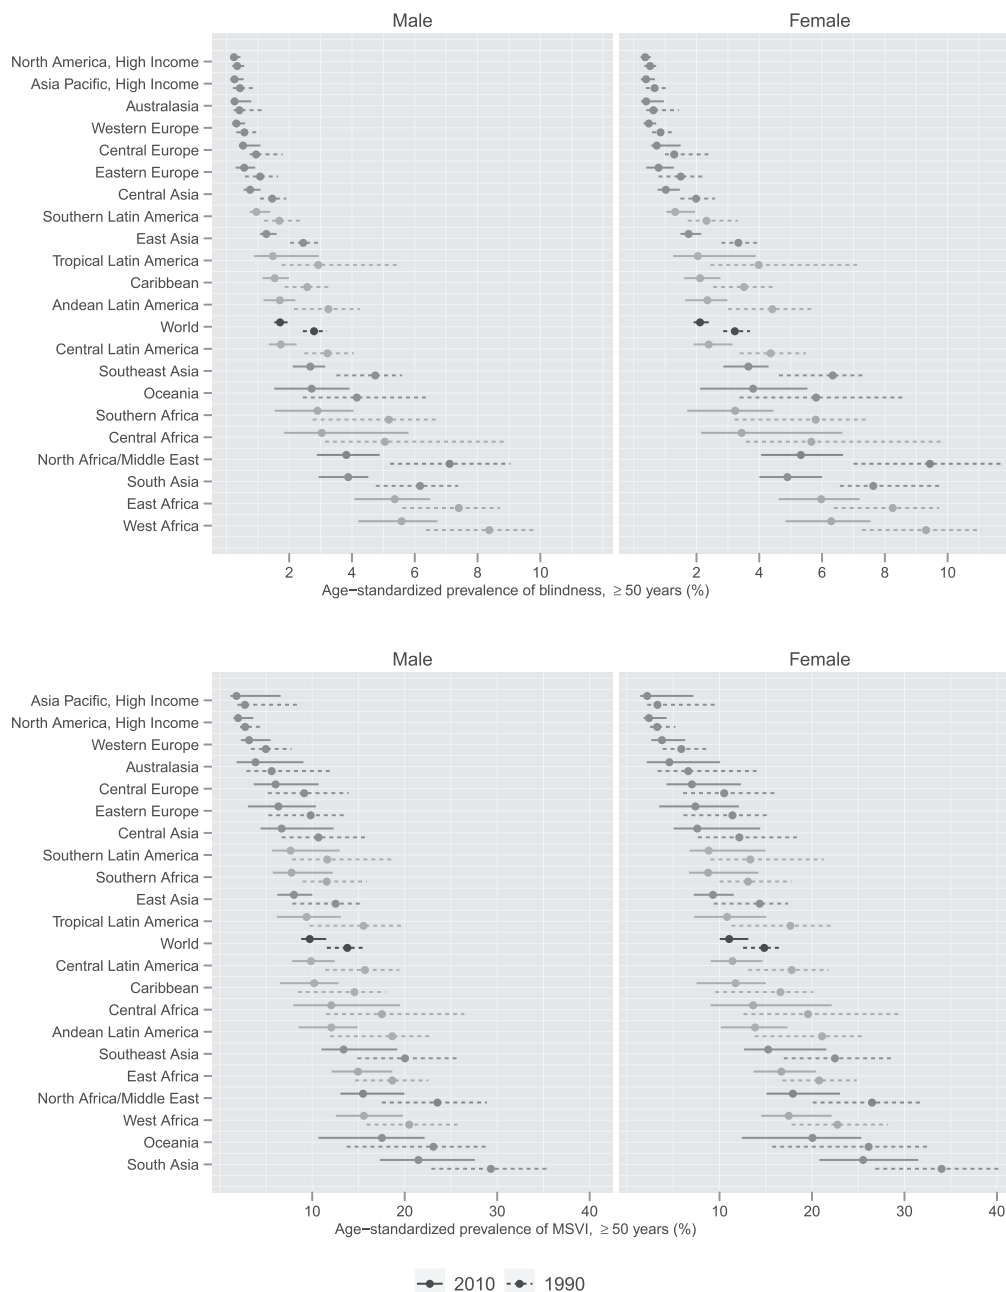 Male Female
North America, High Income
Asia Pacific, High Income
Australasia
Western Europe
Central Europe
Eastern Europe
Central Asia
Southern Latin America
East Asia
Tropical Latin America
Caribbean
Andean Latin America
World
Central Latin America
Southeast Asia
Oceania
Southern Africa
Central Africa
North Africa/Middle East
South Asia
East Africa
West Africa
2 4 6 8 10 2 4 6 8 10
Age−standardized prevalence of blindness, ≥ 50 years (%)
Male Female
Asia Pacific, High Income
North America, High Income
Western Europe
Australasia
Central Europe
Eastern Europe
Central Asia
Southern Latin America
Southern Africa
East Asia
Tropical Latin America
World
Central Latin America
Caribbean
Central Africa
Andean Latin America
Southeast Asia
East Africa
North Africa/Middle East
West Africa
Oceania
South Asia
10 20 30 40 10 20 30 40
Age−standardized prevalence of MSVI, ≥ 50 years (%)
2010 1990